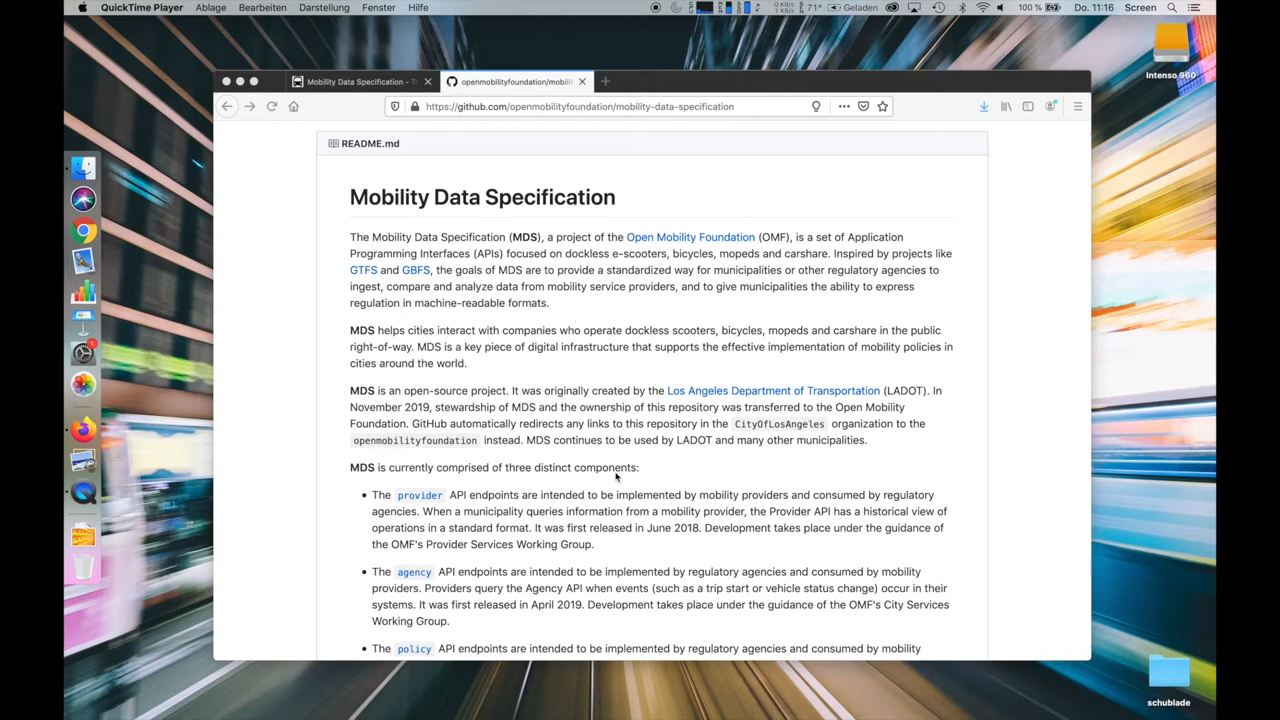 QuickTime Player Ablage Bearbeiten Darstellung Fenster Hilfe
0 KB/s
1 KB/s
71° Geladen 100 % Do. 11:16 Screen
Intenso 960
Mobility Data Specification - T
openmobilityfoundation/mobilit
https://github.com/openmobilityfoundation/mobility-data-specification
README.md
Mobility Data Specification
The Mobility Data Specification (MDS), a project of the Open Mobility Foundation (OMF), is a set of Application
Programming Interfaces (APIs) focused on dockless e-scooters, bicycles, mopeds and carshare. Inspired by projects like
GTFS and GBFS, the goals of MDS are to provide a standardized way for municipalities or other regulatory agencies to
ingest, compare and analyze data from mobility service providers, and to give municipalities the ability to express
regulation in machine-readable formats.
MDS helps cities interact with companies who operate dockless scooters, bicycles, mopeds and carshare in the public
right-of-way. MDS is a key piece of digital infrastructure that supports the effective implementation of mobility policies in
cities around the world.
MDS is an open-source project. It was originally created by the Los Angeles Department of Transportation (LADOT). In
November 2019, stewardship of MDS and the ownership of this repository was transferred to the Open Mobility
Foundation. GitHub automatically redirects any links to this repository in the CityOfLosAngeles organization to the
openmobilityfoundation instead. MDS continues to be used by LADOT and many other municipalities.
MDS is currently comprised of three distinct components:
• The provider API endpoints are intended to be implemented by mobility providers and consumed by regulatory
agencies. When a municipality queries information from a mobility provider, the Provider API has a historical view of
operations in a standard format. It was first released in June 2018. Development takes place under the guidance of
the OMF's Provider Services Working Group.
• The agency API endpoints are intended to be implemented by regulatory agencies and consumed by mobility
providers. Providers query the Agency API when events (such as a trip start or vehicle status change) occur in their
systems. It was first released in April 2019. Development takes place under the guidance of the OMF's City Services
Working Group.
• The policy API endpoints are intended to be implemented by regulatory agencies and consumed by mobility
1
schublade